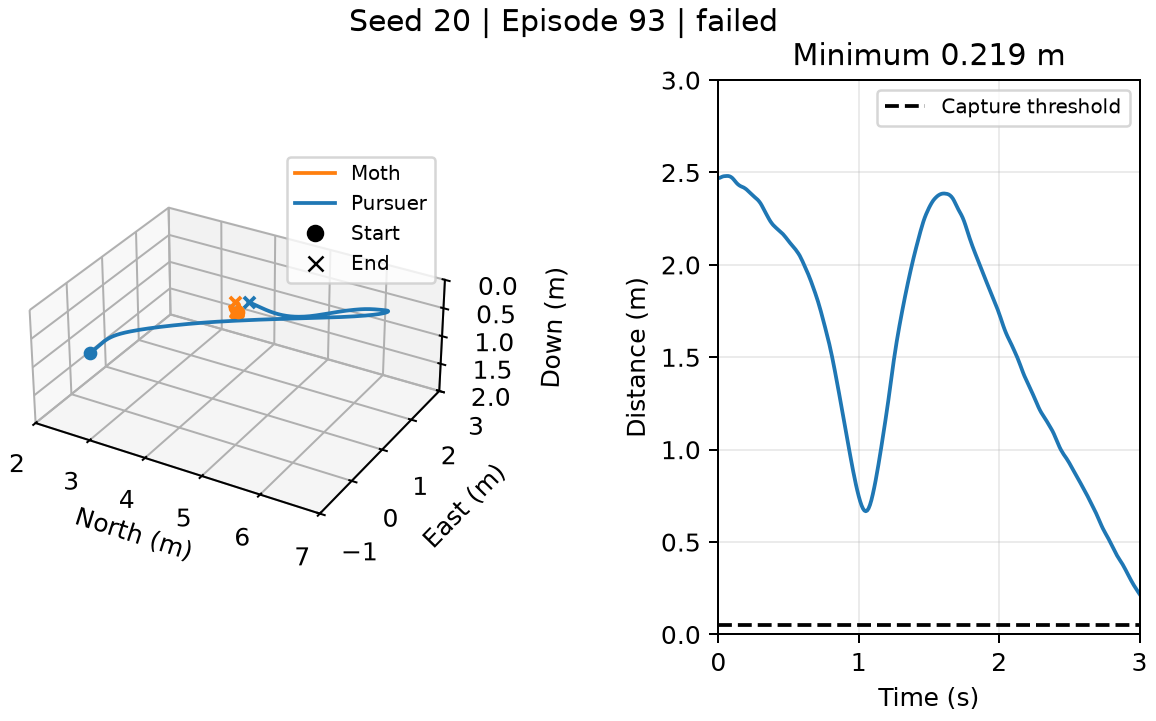 Seed 20 | Episode 93 | failed
Moth
Pursuer
Start
End
0.0
0.5
1.0
1.5
2.0
Down (m)
2
3
4
5
6
7
North (m)
−1
0
1
2
3
East (m)
Minimum 0.219 m
Capture threshold
3.0
2.5
2.0
1.5
1.0
0.5
0.0
Distance (m)
0
1
2
3
Time (s)